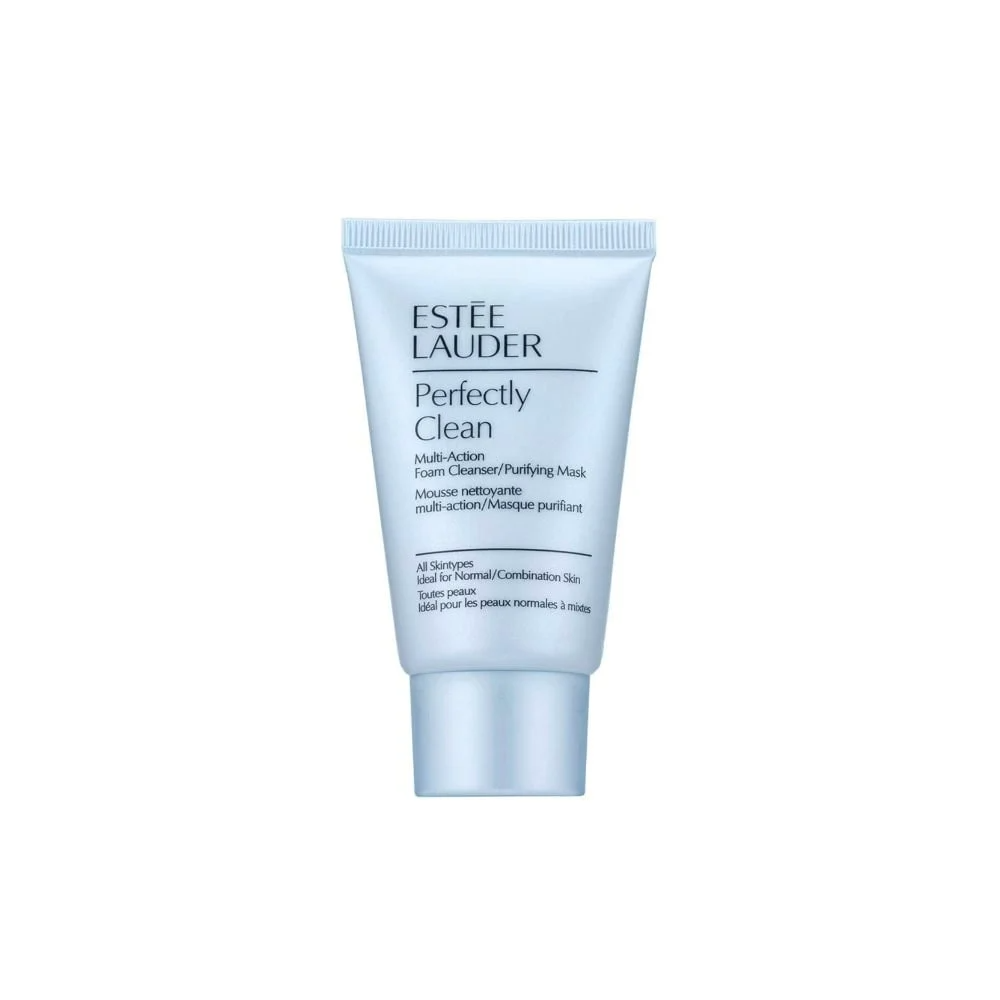 ESTĒE
LAUDER
Perfectly
Clean
Multi-Action
Foam Cleanser/Purifying Mask
Mousse nettoyante
multi-action/Masque purifiant
All Skintypes
Ideal for Normal/Combination Skin
Toutes peaux
Idéal pour les peaux normales à mixtes